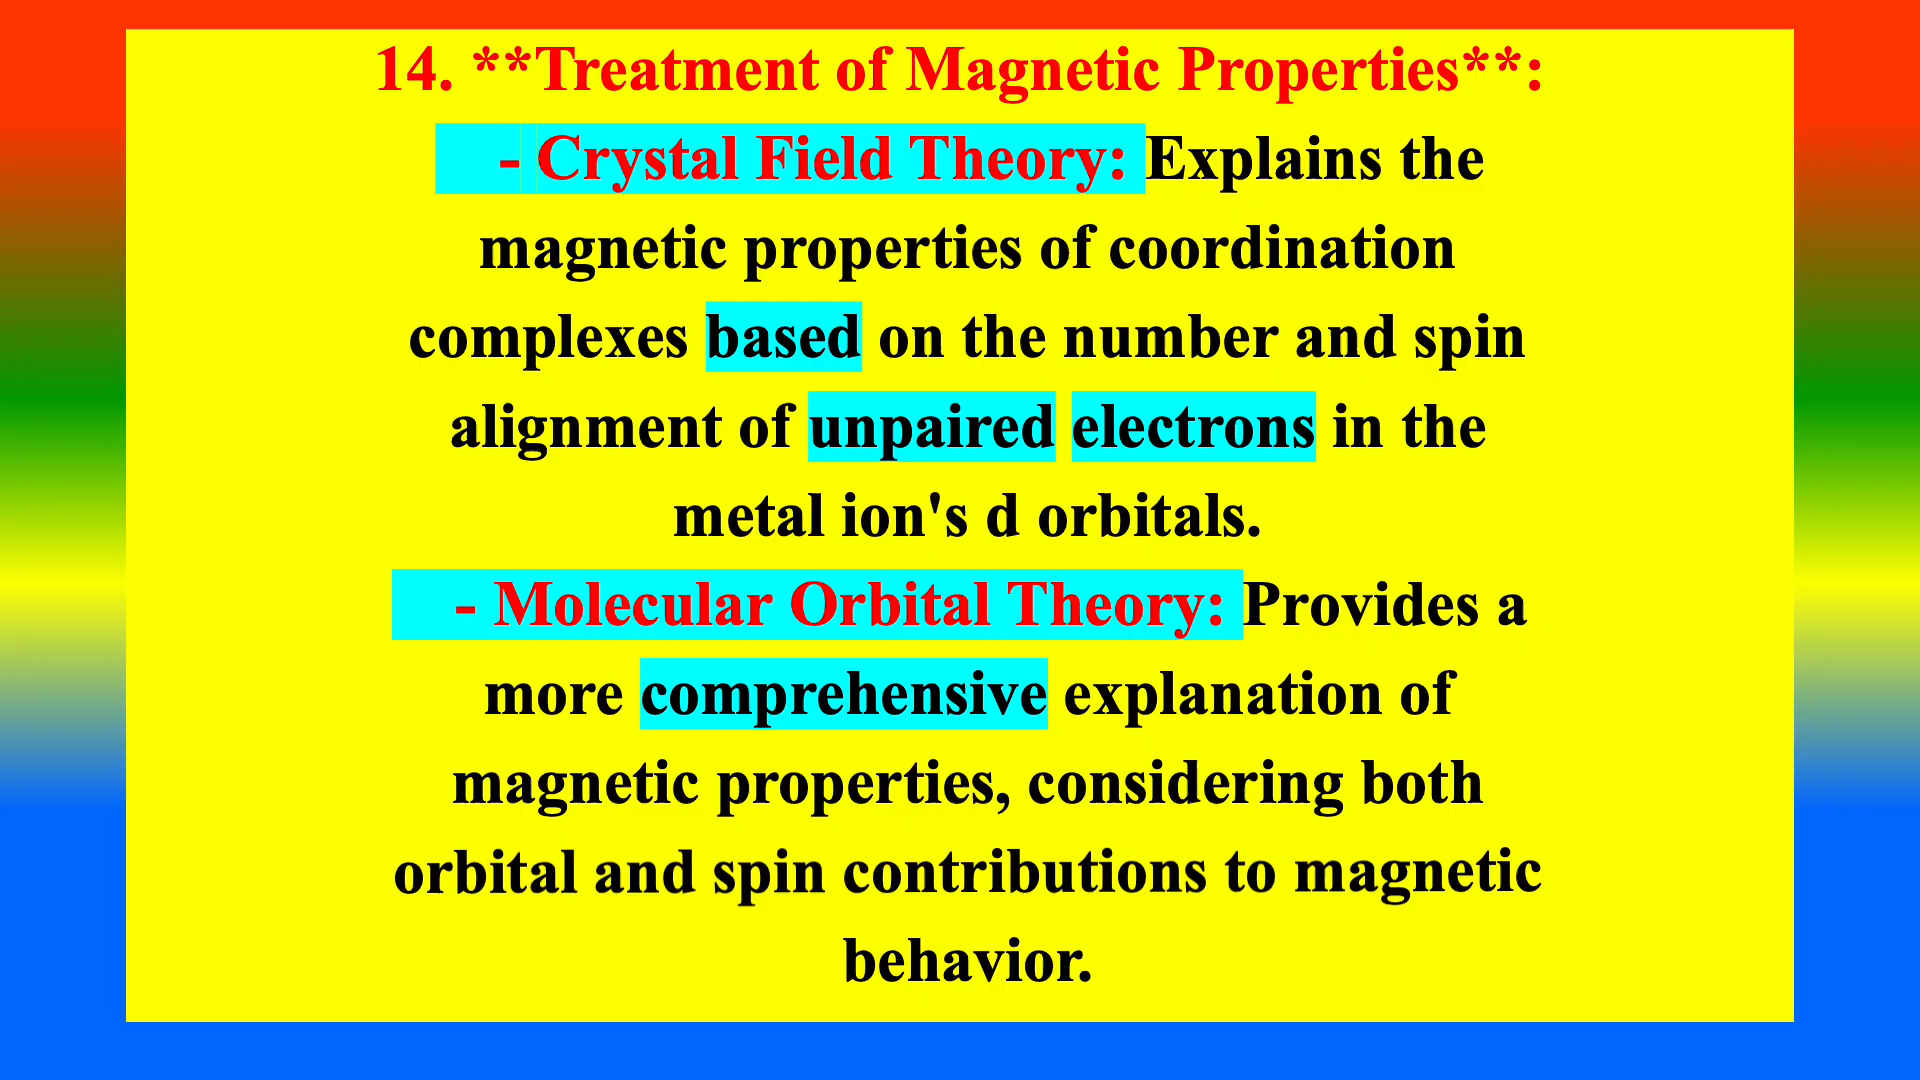 14. **Treatment of Magnetic Properties**:
- Crystal Field Theory: Explains the
magnetic properties of coordination
complexes based on the number and spin
alignment of unpaired electrons in the
metal ion's d orbitals.
- Molecular Orbital Theory: Provides a
more comprehensive explanation of
magnetic properties, considering both
orbital and spin contributions to magnetic
behavior.